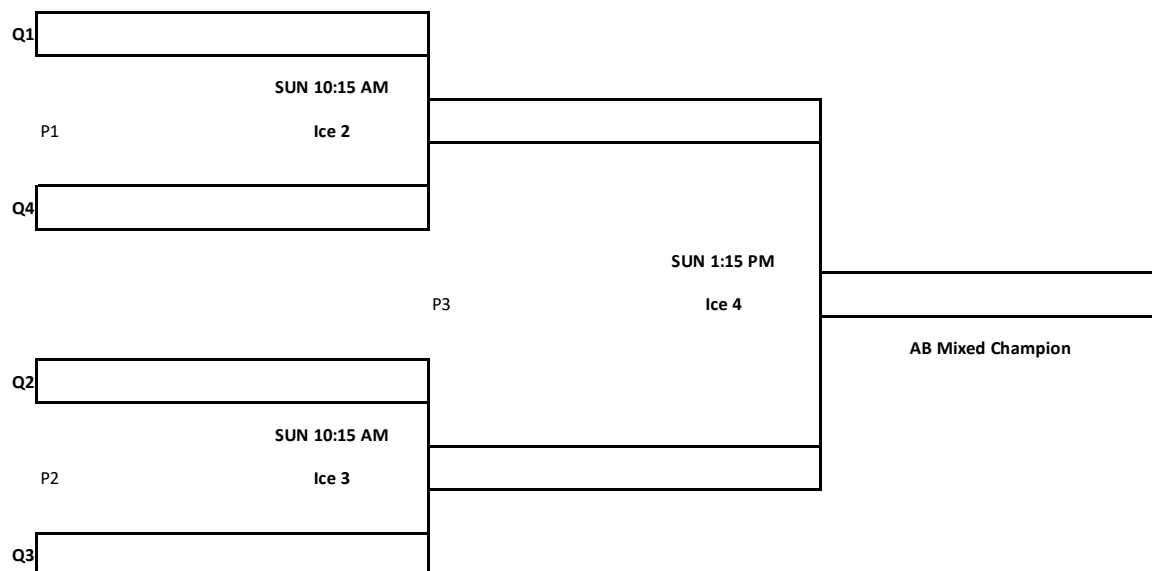 Q1
SUN 10:15 AM
P1 Ice 2
Q4
SUN 1:15 PM
P3 Ice 4
AB Mixed Champion
Q2
SUN 10:15 AM
P2 Ice 3
Q3